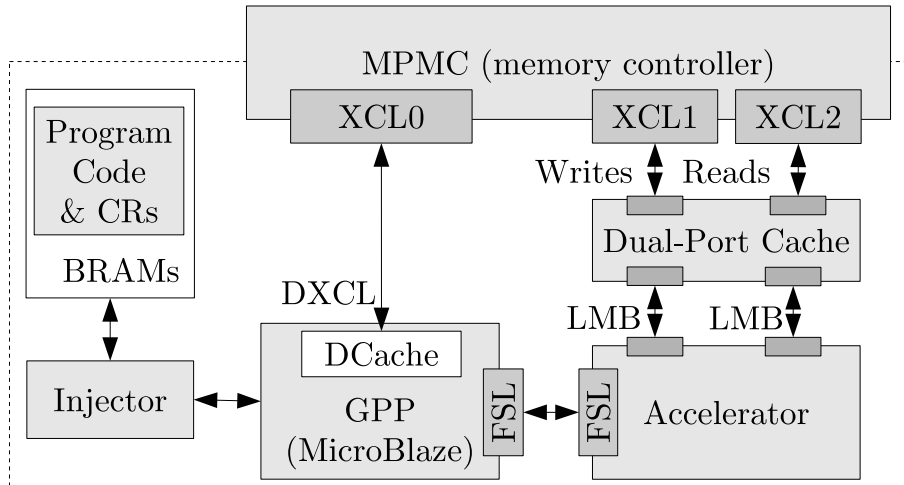 MPMC (memory controller)
XCL0
XCL1
XCL2
Program
Code
& CRs
BRAMs
Writes
Reads
Dual-Port Cache
DXCL
LMB
LMB
DCache
Injector
GPP
(MicroBlaze)
FSL
FSL
Accelerator